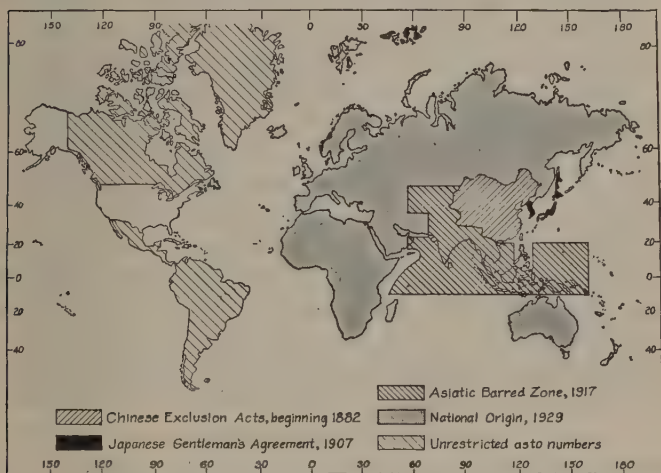 150 120 90 60 30 0 30 60 90 120 150 180
80 80
60 60
40 40
20 20
0 0
20 20
40 40
Asiatic Barred Zone, 1917
Chinese Exclusion Acts, beginning 1882 National Origin, 1929
Japanese Gentleman's Agreement, 1907 Unrestricted as to numbers
150 120 90 60 30 0 30 60 90 120 150 180